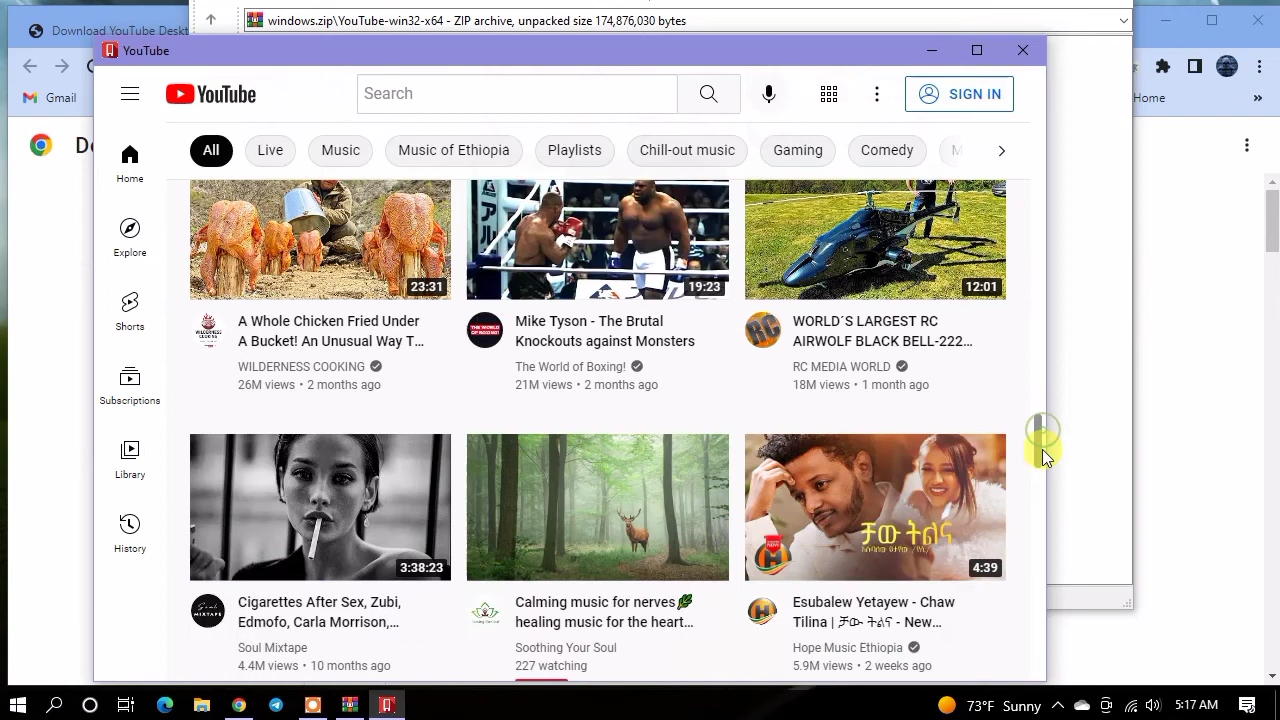 windows.zip\YouTube-win32-x64 - ZIP archive, unpacked size 174,876,030 bytes
Download YouTube Deskt
YouTube
Gmail
Home
YouTube
Search
SIGN IN
All
Live
Music
Music of Ethiopia
Playlists
Chill-out music
Gaming
Comedy
M
De
Home
Explore
Shorts
Subscriptions
Library
History
23:31
19:23
12:01
A Whole Chicken Fried Under
A Bucket! An Unusual Way T...
WILDERNESS COOKING
26M views • 2 months ago
Mike Tyson - The Brutal
Knockouts against Monsters
The World of Boxing!
21M views • 2 months ago
WORLD´S LARGEST RC
AIRWOLF BLACK BELL-222...
RC MEDIA WORLD
18M views • 1 month ago
3:38:23
ቻው ትልና
4:39
Cigarettes After Sex, Zubi,
Edmofo, Carla Morrison,...
Soul Mixtape
4.4M views • 10 months ago
Calming music for nerves🌿
healing music for the heart...
Soothing Your Soul
227 watching
Esubalew Yetayew - Chaw
Tilina | ቻው ትልና - New...
Hope Music Ethiopia
5.9M views • 2 weeks ago
73°F Sunny
5:17 AM